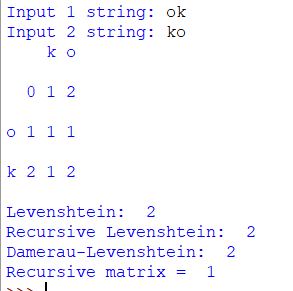 Input 1 string: ok
Input 2 string: ko
    k o
  0 1 2
o 1 1 1
k 2 1 2
Levenshtein:  2
Recursive Levenshtein:  2
Damerau-Levenshtein:  2
Recursive matrix =  1
>>>